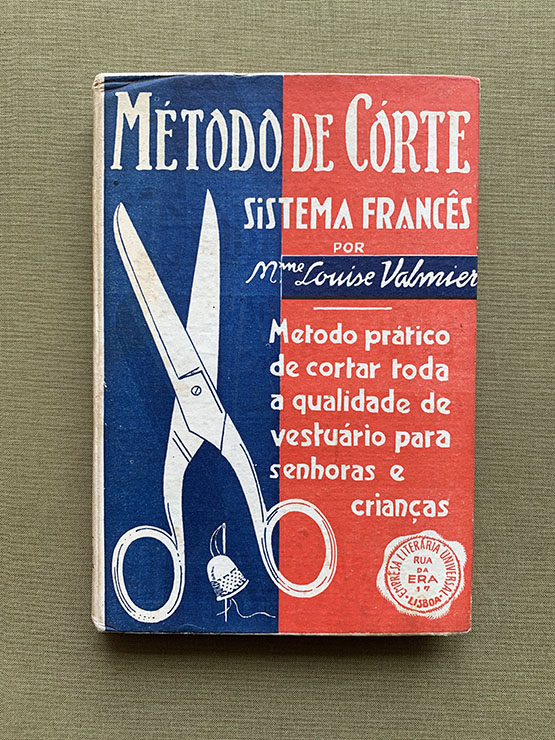 MÉTODO DE CÓRTE
SISTEMA FRANCÊS
POR
Mme Louise Valmier
Metodo prático
de cortar toda
a qualidade de
vestuário para
senhoras e
crianças
EMPRESA LITERÁRIA UNIVERSAL
RUA
DA
ERA
17
LISBOA